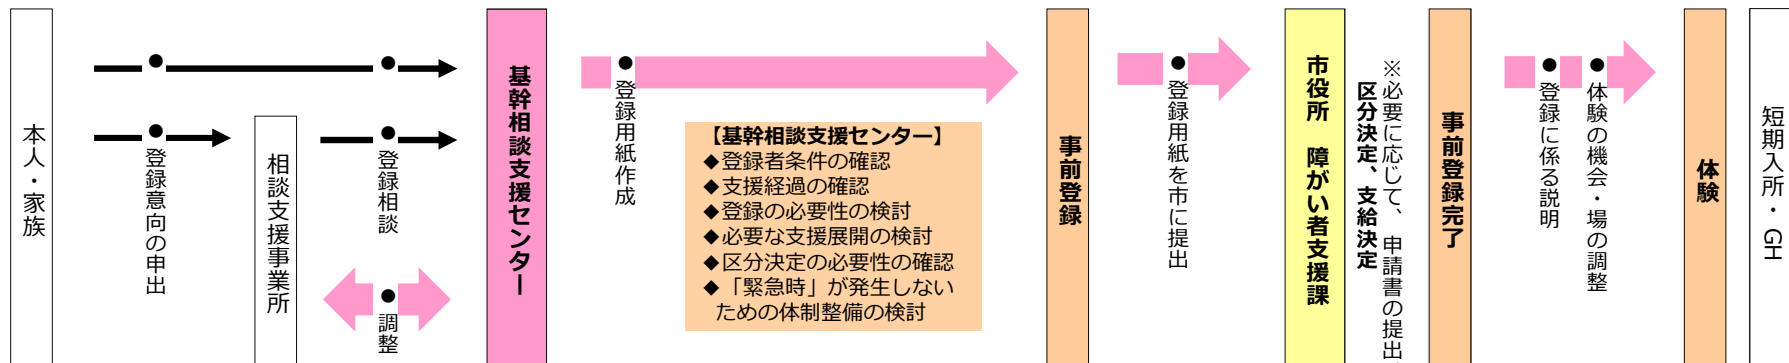 本人・家族
●登録意向の申出
相談支援事業所
●登録相談
●調整
基幹相談支援センター
●登録用紙作成
【基幹相談支援センター】
◆登録者条件の確認
◆支援経過の確認
◆登録の必要性の検討
◆必要な支援展開の検討
◆区分決定の必要性の確認
◆「緊急時」が発生しない
ための体制整備の検討
事前登録
●登録用紙を市に提出
市役所　障がい者支援課
※必要に応じて、申請書の提出
区分決定、支給決定
事前登録完了
●登録に係る説明
●体験の機会・場の調整
体験
短期入所・GH